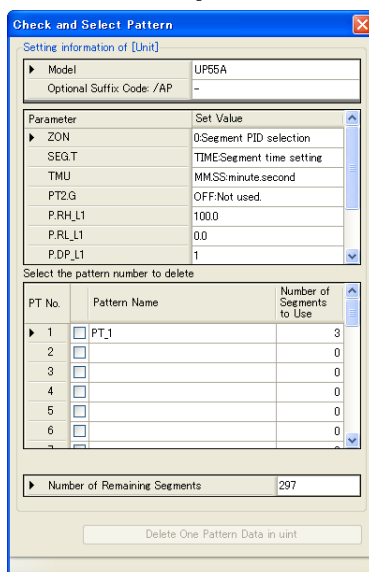 Check and Select Pattern
Setting information of [Unit]
Model UP55A
Optional Suffix Code: /AP -
Parameter Set Value
ZON 0:Segment PID selection
SEG.T TIME:Segment time setting
TMU MM.SS:minute.second
PT2.G OFF:Not used.
P.RH_L1 100.0
P.RL_L1 0.0
P.DP_L1 1
Select the pattern number to delete
PT No. Pattern Name Number of Segments to Use
1 PT_1 3
2 0
3 0
4 0
5 0
6 0
Number of Remaining Segments 297
Delete One Pattern Data in uint